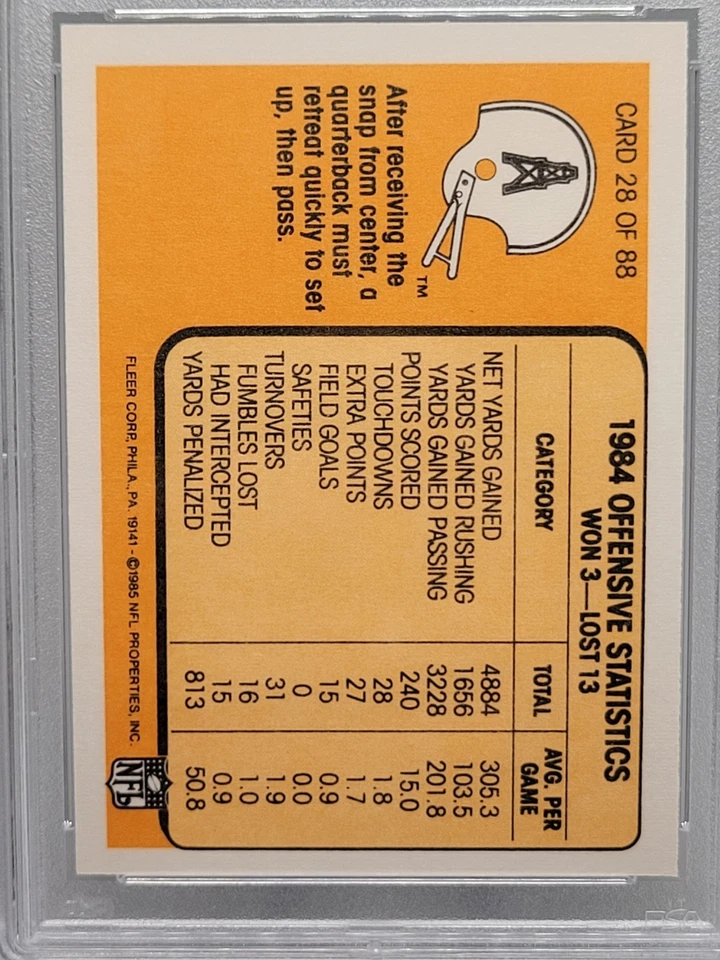 CARD 28 OF 88
TM
After receiving the
snap from center, a
quarterback must
retreat quickly to set
up, then pass.
1984 OFFENSIVE STATISTICS
WON 3—LOST 13
CATEGORY TOTAL AVG. PER GAME
NET YARDS GAINED 4884 305.3
YARDS GAINED RUSHING 1656 103.5
YARDS GAINED PASSING 3228 201.8
POINTS SCORED 240 15.0
TOUCHDOWNS 28 1.8
EXTRA POINTS 27 1.7
FIELD GOALS 15 0.9
SAFETIES 0 0.0
TURNOVERS 31 1.9
FUMBLES LOST 16 1.0
HAD INTERCEPTED 15 0.9
YARDS PENALIZED 813 50.8
FLEER CORP, PHILA., PA. 19141 - ©1985 NFL PROPERTIES, INC.
NFL
PSA